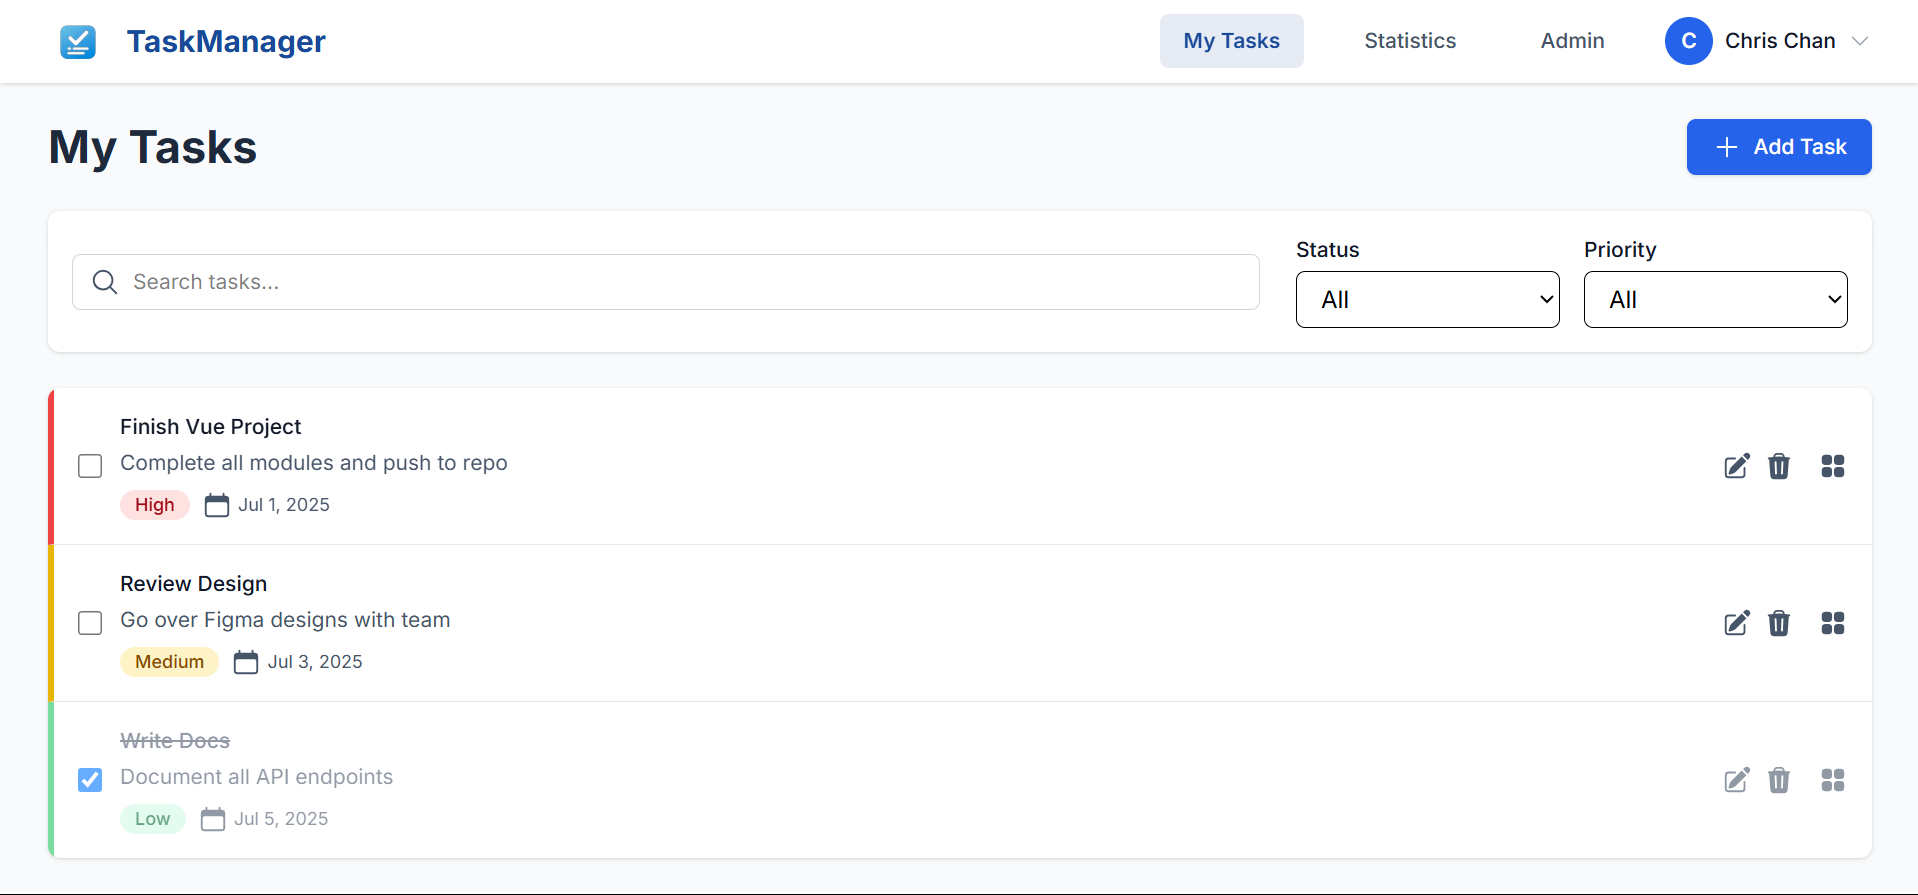 TaskManager
My Tasks
Statistics
Admin
C
Chris Chan
My Tasks
Add Task
Search tasks...
Status
All
Priority
All
Finish Vue Project
Complete all modules and push to repo
High
Jul 1, 2025
Review Design
Go over Figma designs with team
Medium
Jul 3, 2025
Write Docs
Document all API endpoints
Low
Jul 5, 2025